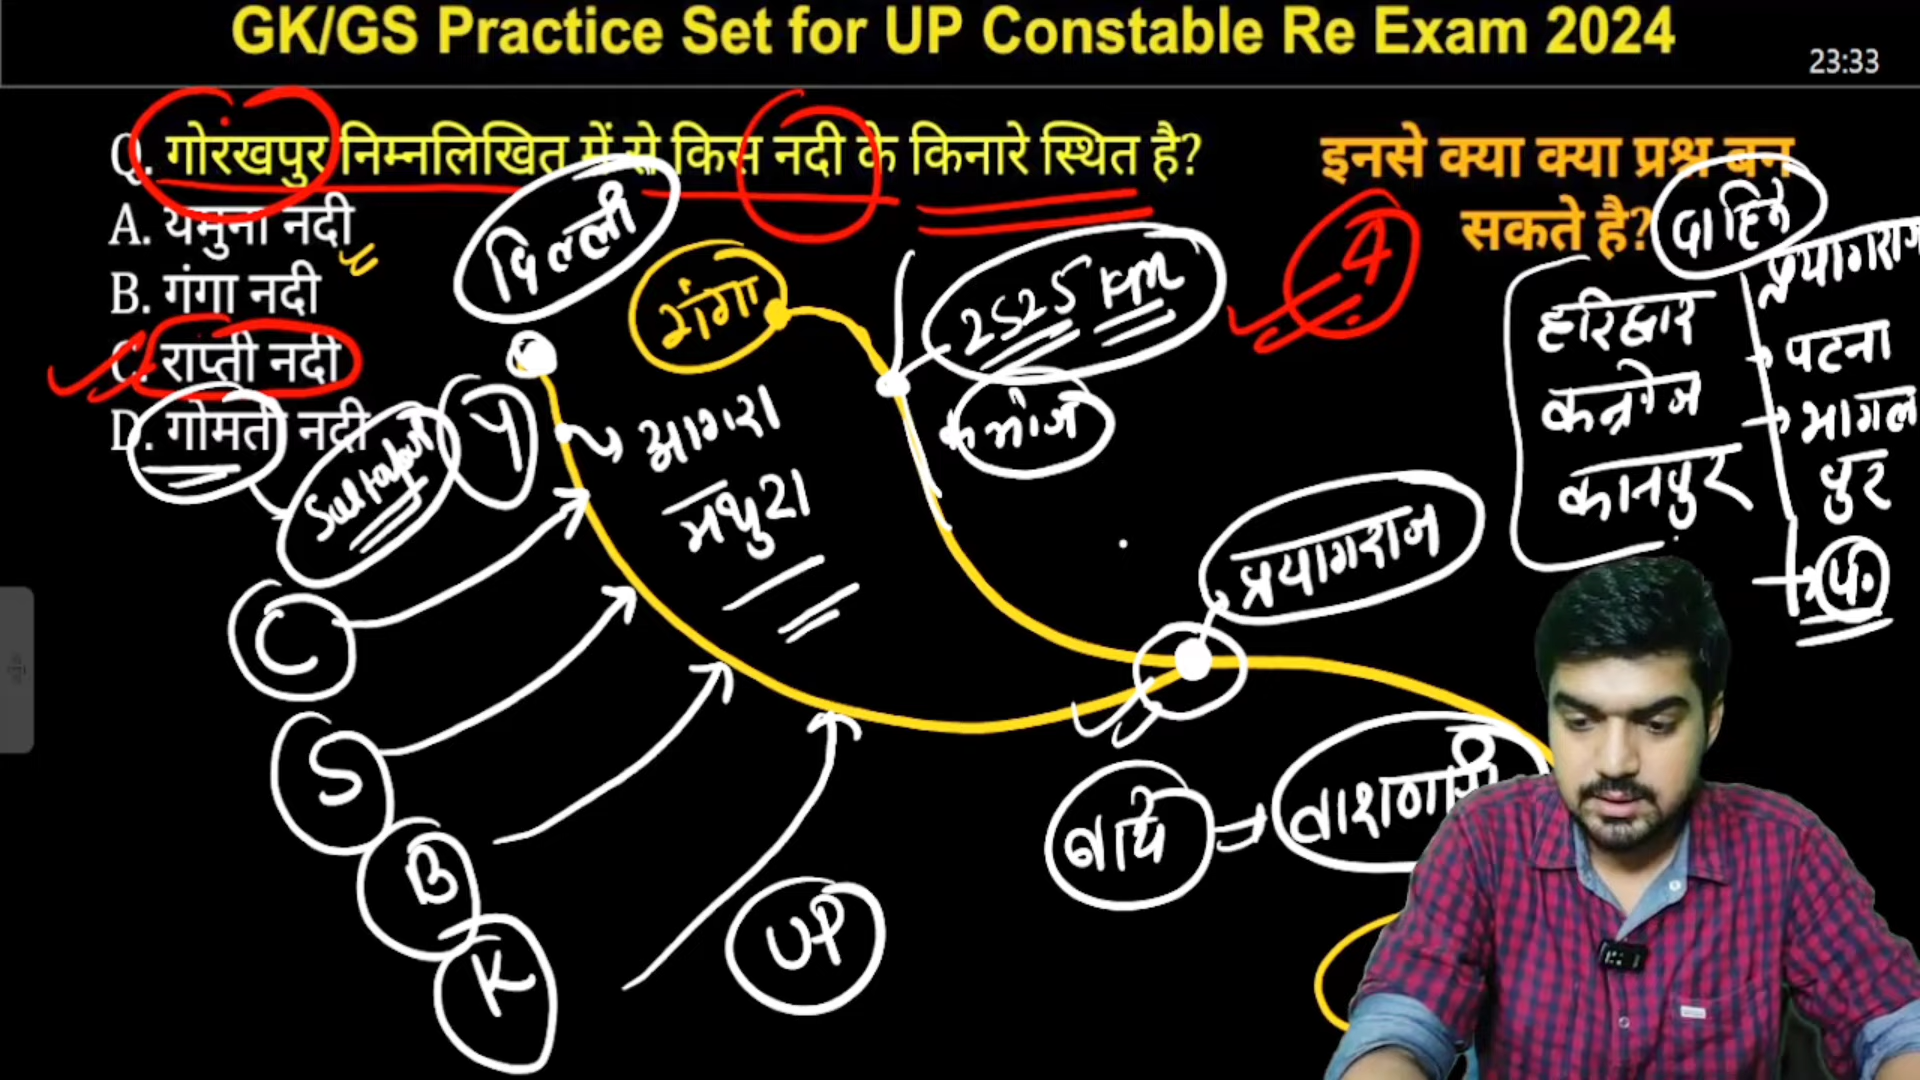 GK/GS Practice Set for UP Constable Re Exam 2024
23:33
Q. गोरखपुर निम्नलिखित में से किस नदी के किनारे स्थित है?
A. यमुना नदी
B. गंगा नदी
C. राप्ती नदी
D. गोमती नदी
इनसे क्या क्या प्रश्न बन
सकते है?
4
दिल्ली
गंगा
2525 km
कन्नौज
Sultanpur
Y
आगरा
मथुरा
प्रयागराज
C
S
B
K
UP
बायें
दाहिने
हरिद्वार
कन्नौज
कानपुर
प्रयागराज
पटना
भागल
पुर